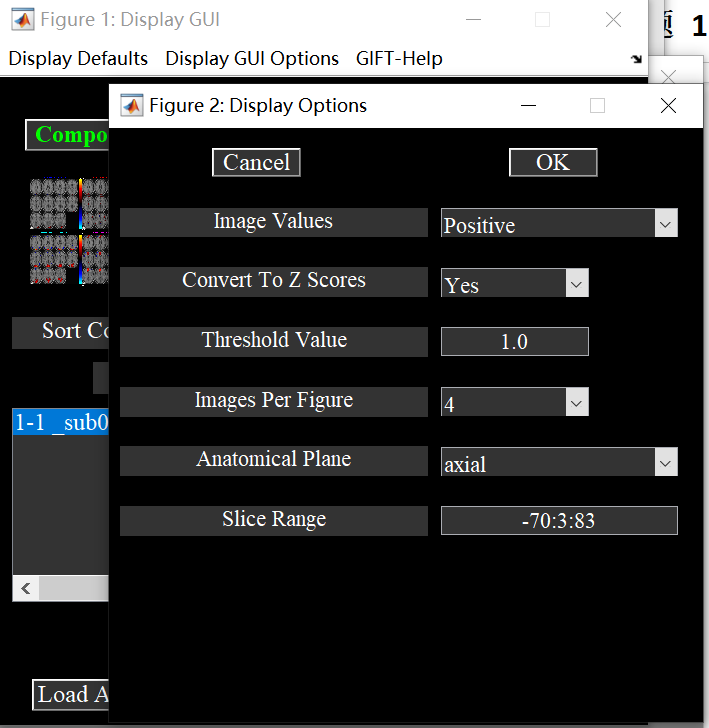 Figure 1: Display GUI
Display Defaults Display GUI Options GIFT-Help
题 1
Figure 2: Display Options
Compo
Cancel OK
Image Values Positive
Convert To Z Scores Yes
Sort Co
Threshold Value 1.0
Images Per Figure 4
1-1 _sub0
Anatomical Plane axial
Slice Range -70:3:83
Load A